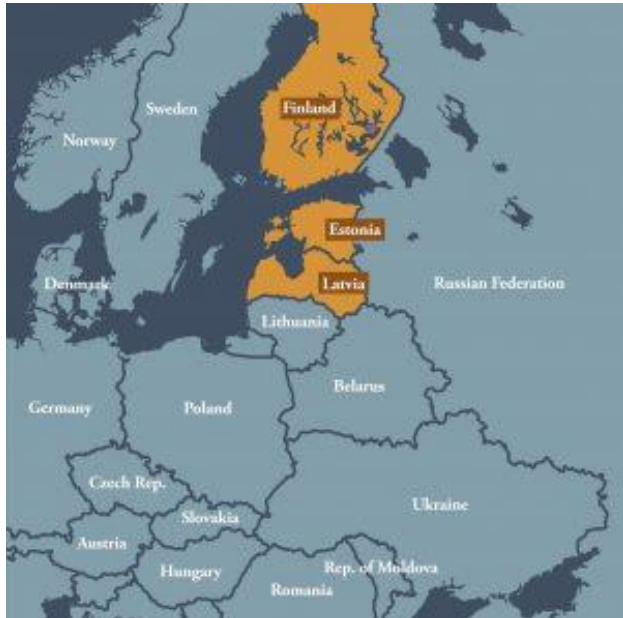 Finland
Sweden
Norway
Estonia
Denmark
Latvia
Russian Federation
Lithuania
Belarus
Germany
Poland
Czech Rep.
Ukraine
Slovakia
Austria
Rep. of Moldova
Hungary
Romania